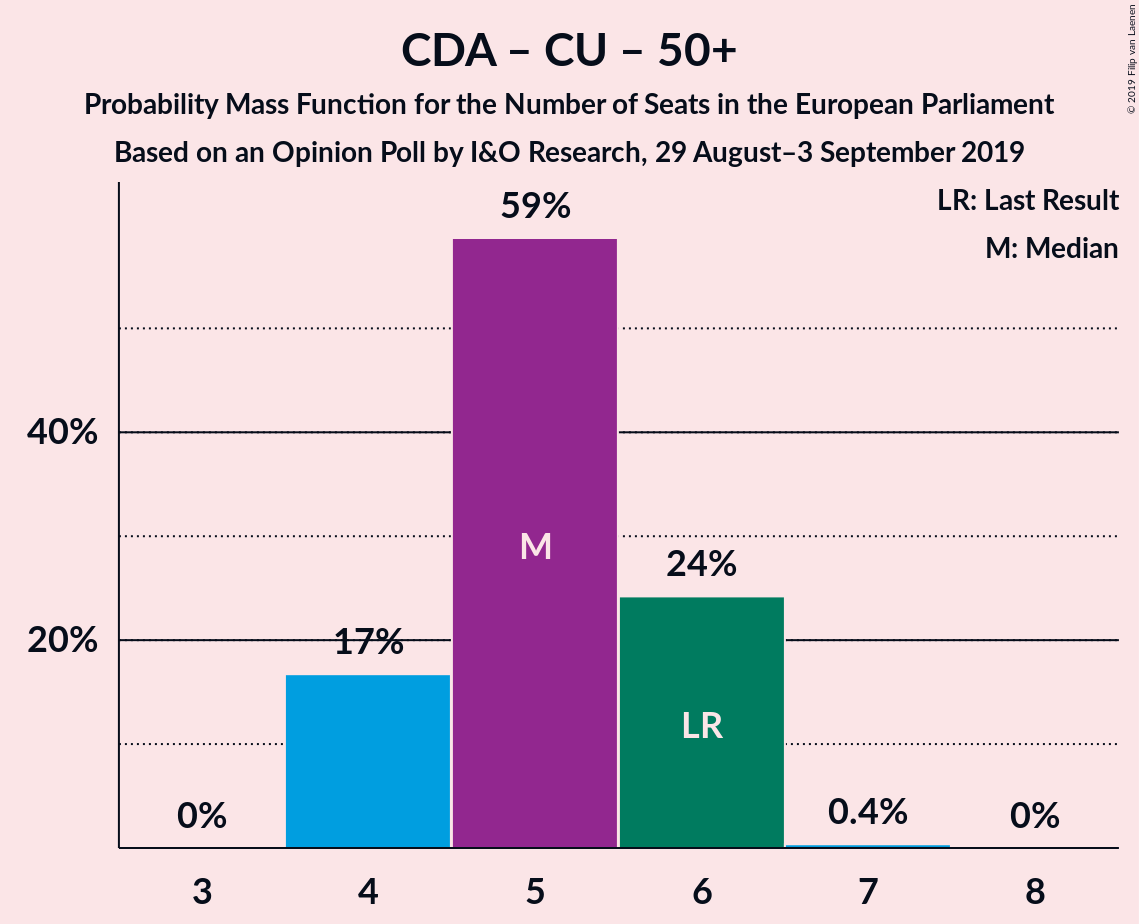 CDA – CU – 50+
Probability Mass Function for the Number of Seats in the European Parliament
Based on an Opinion Poll by I&O Research, 29 August–3 September 2019
© 2019 Filip van Laenen
LR: Last Result
M: Median
59%
40%
M
24%
20%
17%
LR
0%
0.4%
0%
3 4 5 6 7 8